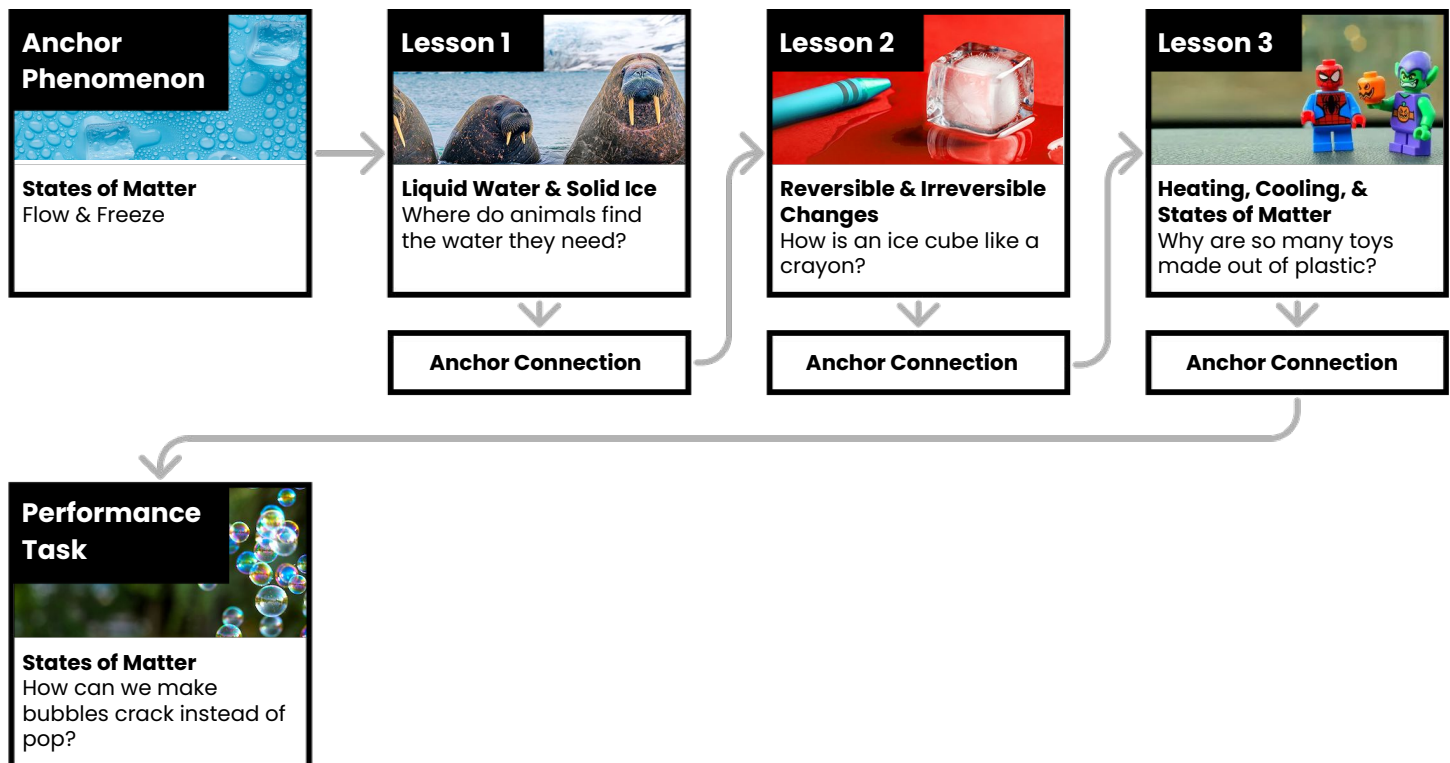 Anchor
Phenomenon
States of Matter
Flow & Freeze
Lesson 1
Liquid Water & Solid Ice
Where do animals find
the water they need?
Anchor Connection
Lesson 2
Reversible & Irreversible
Changes
How is an ice cube like a
crayon?
Anchor Connection
Lesson 3
Heating, Cooling, &
States of Matter
Why are so many toys
made out of plastic?
Anchor Connection
Performance
Task
States of Matter
How can we make
bubbles crack instead of
pop?